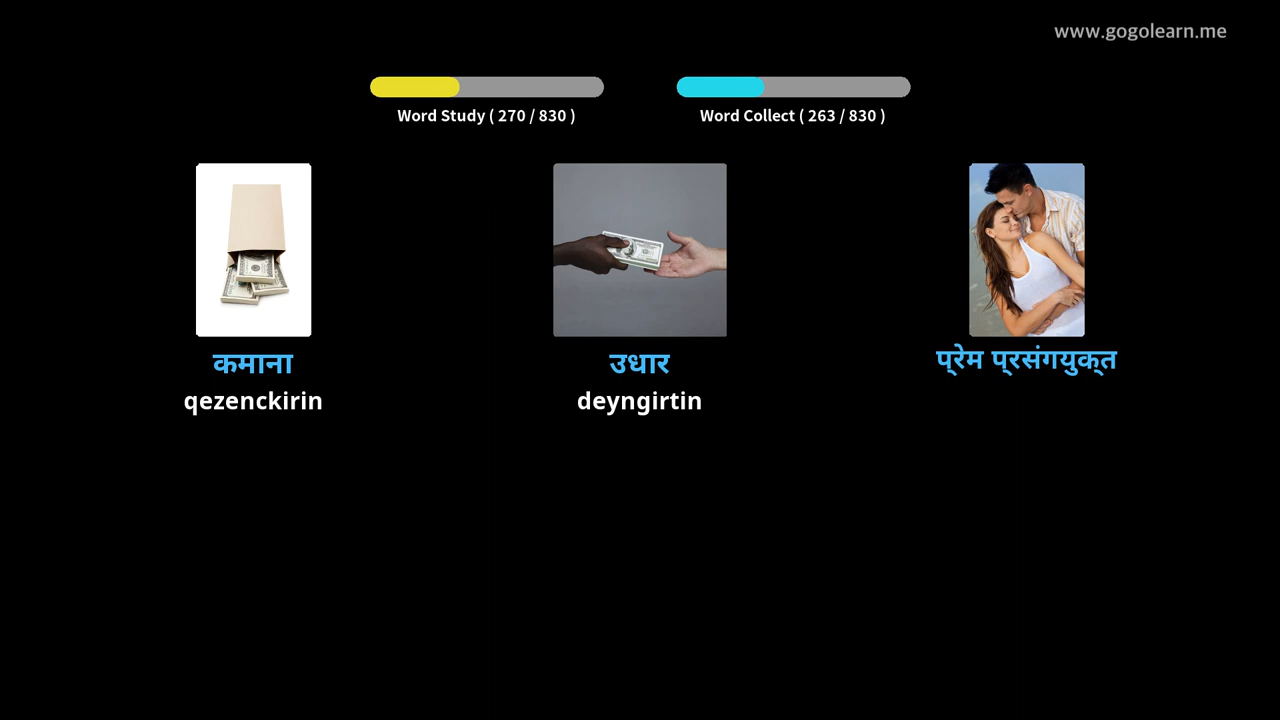 www.gogolearn.me
Word Study ( 270 / 830 )
Word Collect ( 263 / 830 )
कमाना
उधार
प्रेम प्रसंगयुक्त
qezenckirin
deyngirtin